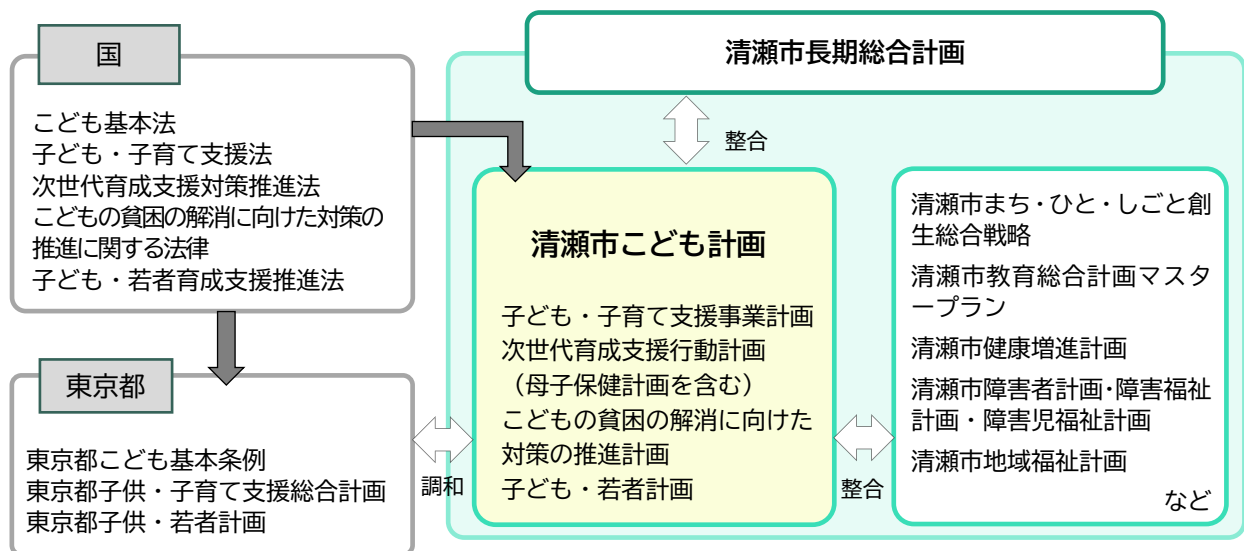 国
こども基本法
子ども・子育て支援法
次世代育成支援対策推進法
こどもの貧困の解消に向けた対策の
推進に関する法律
子ども・若者育成支援推進法
東京都
東京都こども基本条例
東京都子供・子育て支援総合計画
東京都子供・若者計画
調和
清瀬市長期総合計画
整合
清瀬市こども計画
子ども・子育て支援事業計画
次世代育成支援行動計画
（母子保健計画を含む）
こどもの貧困の解消に向けた
対策の推進計画
子ども・若者計画
整合
清瀬市まち・ひと・しごと創
生総合戦略
清瀬市教育総合計画マスタ
ープラン
清瀬市健康増進計画
清瀬市障害者計画・障害福祉
計画・障害児福祉計画
清瀬市地域福祉計画
など